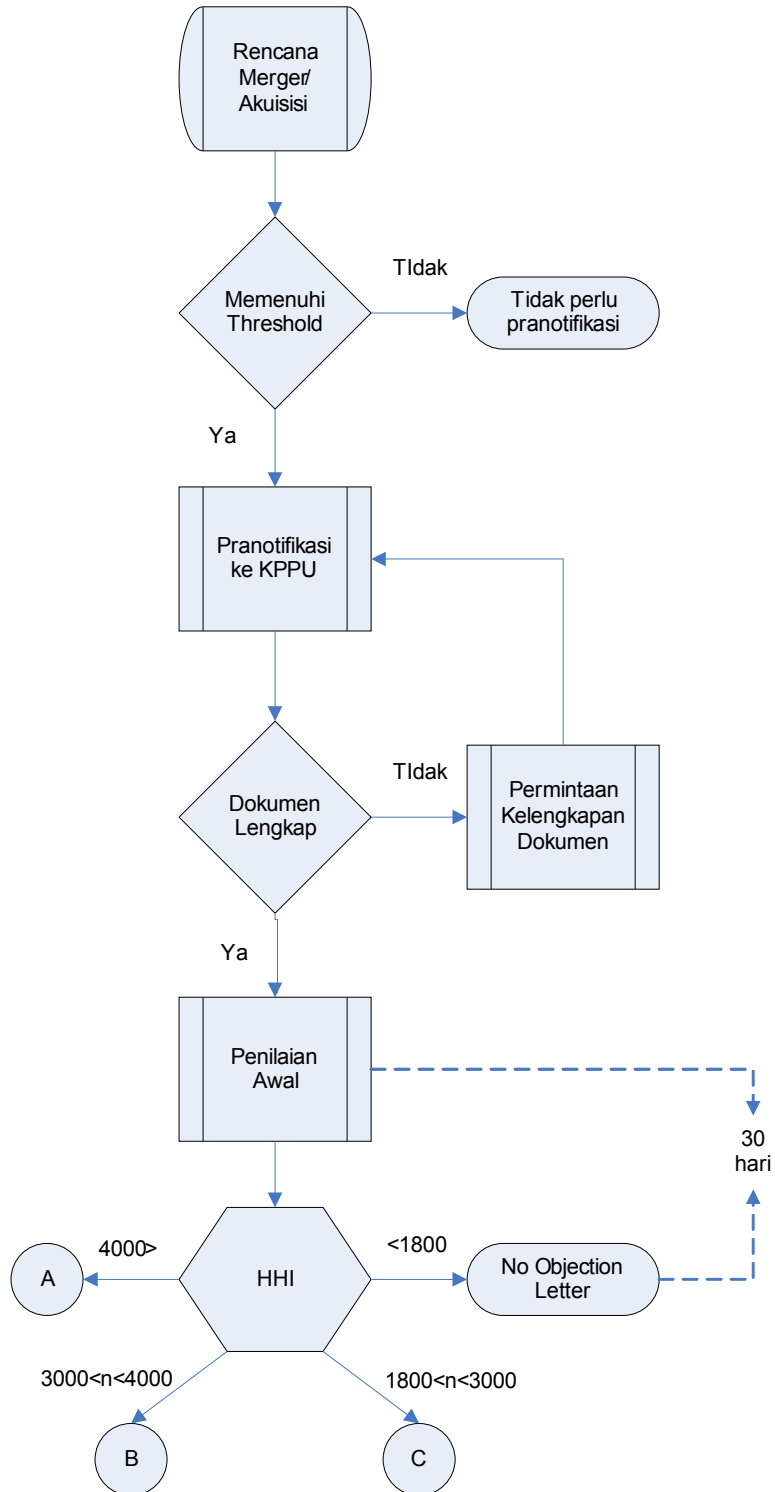 Rencana
Merger/
Akuisisi
Memenuhi
Threshold
TIdak
Tidak perlu
pranotifikasi
Ya
Pranotifikasi
ke KPPU
Dokumen
Lengkap
TIdak
Permintaan
Kelengkapan
Dokumen
Ya
Penilaian
Awal
30
hari
HHI
4000>
A
<1800
No Objection
Letter
3000<n<4000
B
1800<n<3000
C